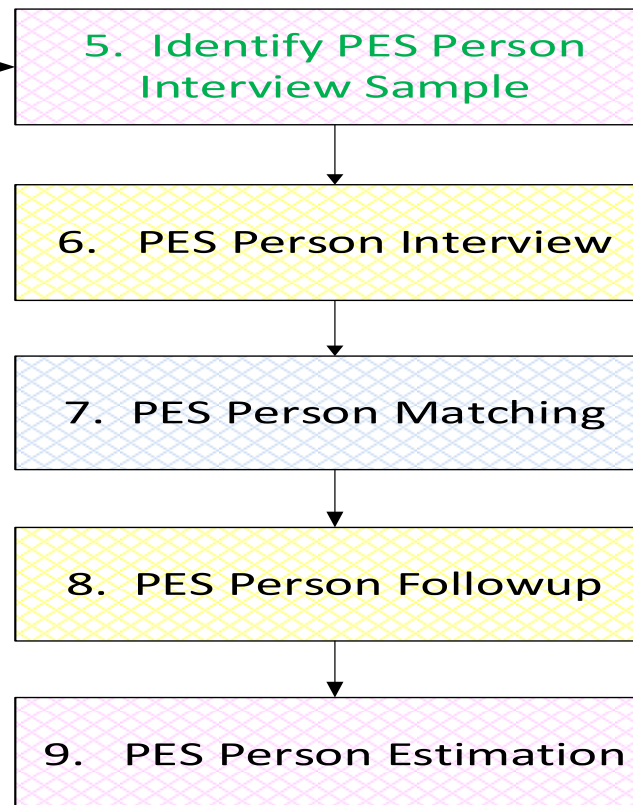 5. Identify PES Person
Interview Sample
6. PES Person Interview
7. PES Person Matching
8. PES Person Followup
9. PES Person Estimation